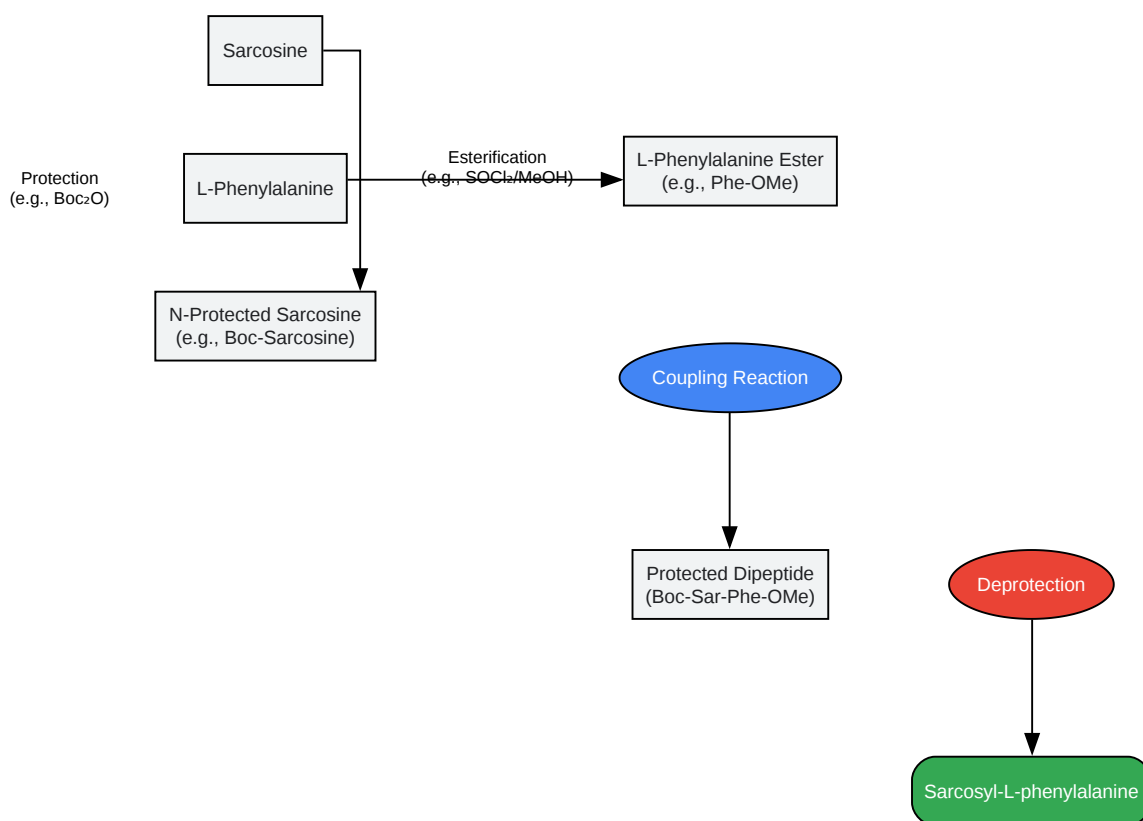 Sarcosine
Protection
(e.g., Boc₂O)
L-Phenylalanine
Esterification
(e.g., SOCl₂/MeOH)
L-Phenylalanine Ester
(e.g., Phe-OMe)
N-Protected Sarcosine
(e.g., Boc-Sarcosine)
Coupling Reaction
Protected Dipeptide
(Boc-Sar-Phe-OMe)
Deprotection
Sarcosyl-L-phenylalanine